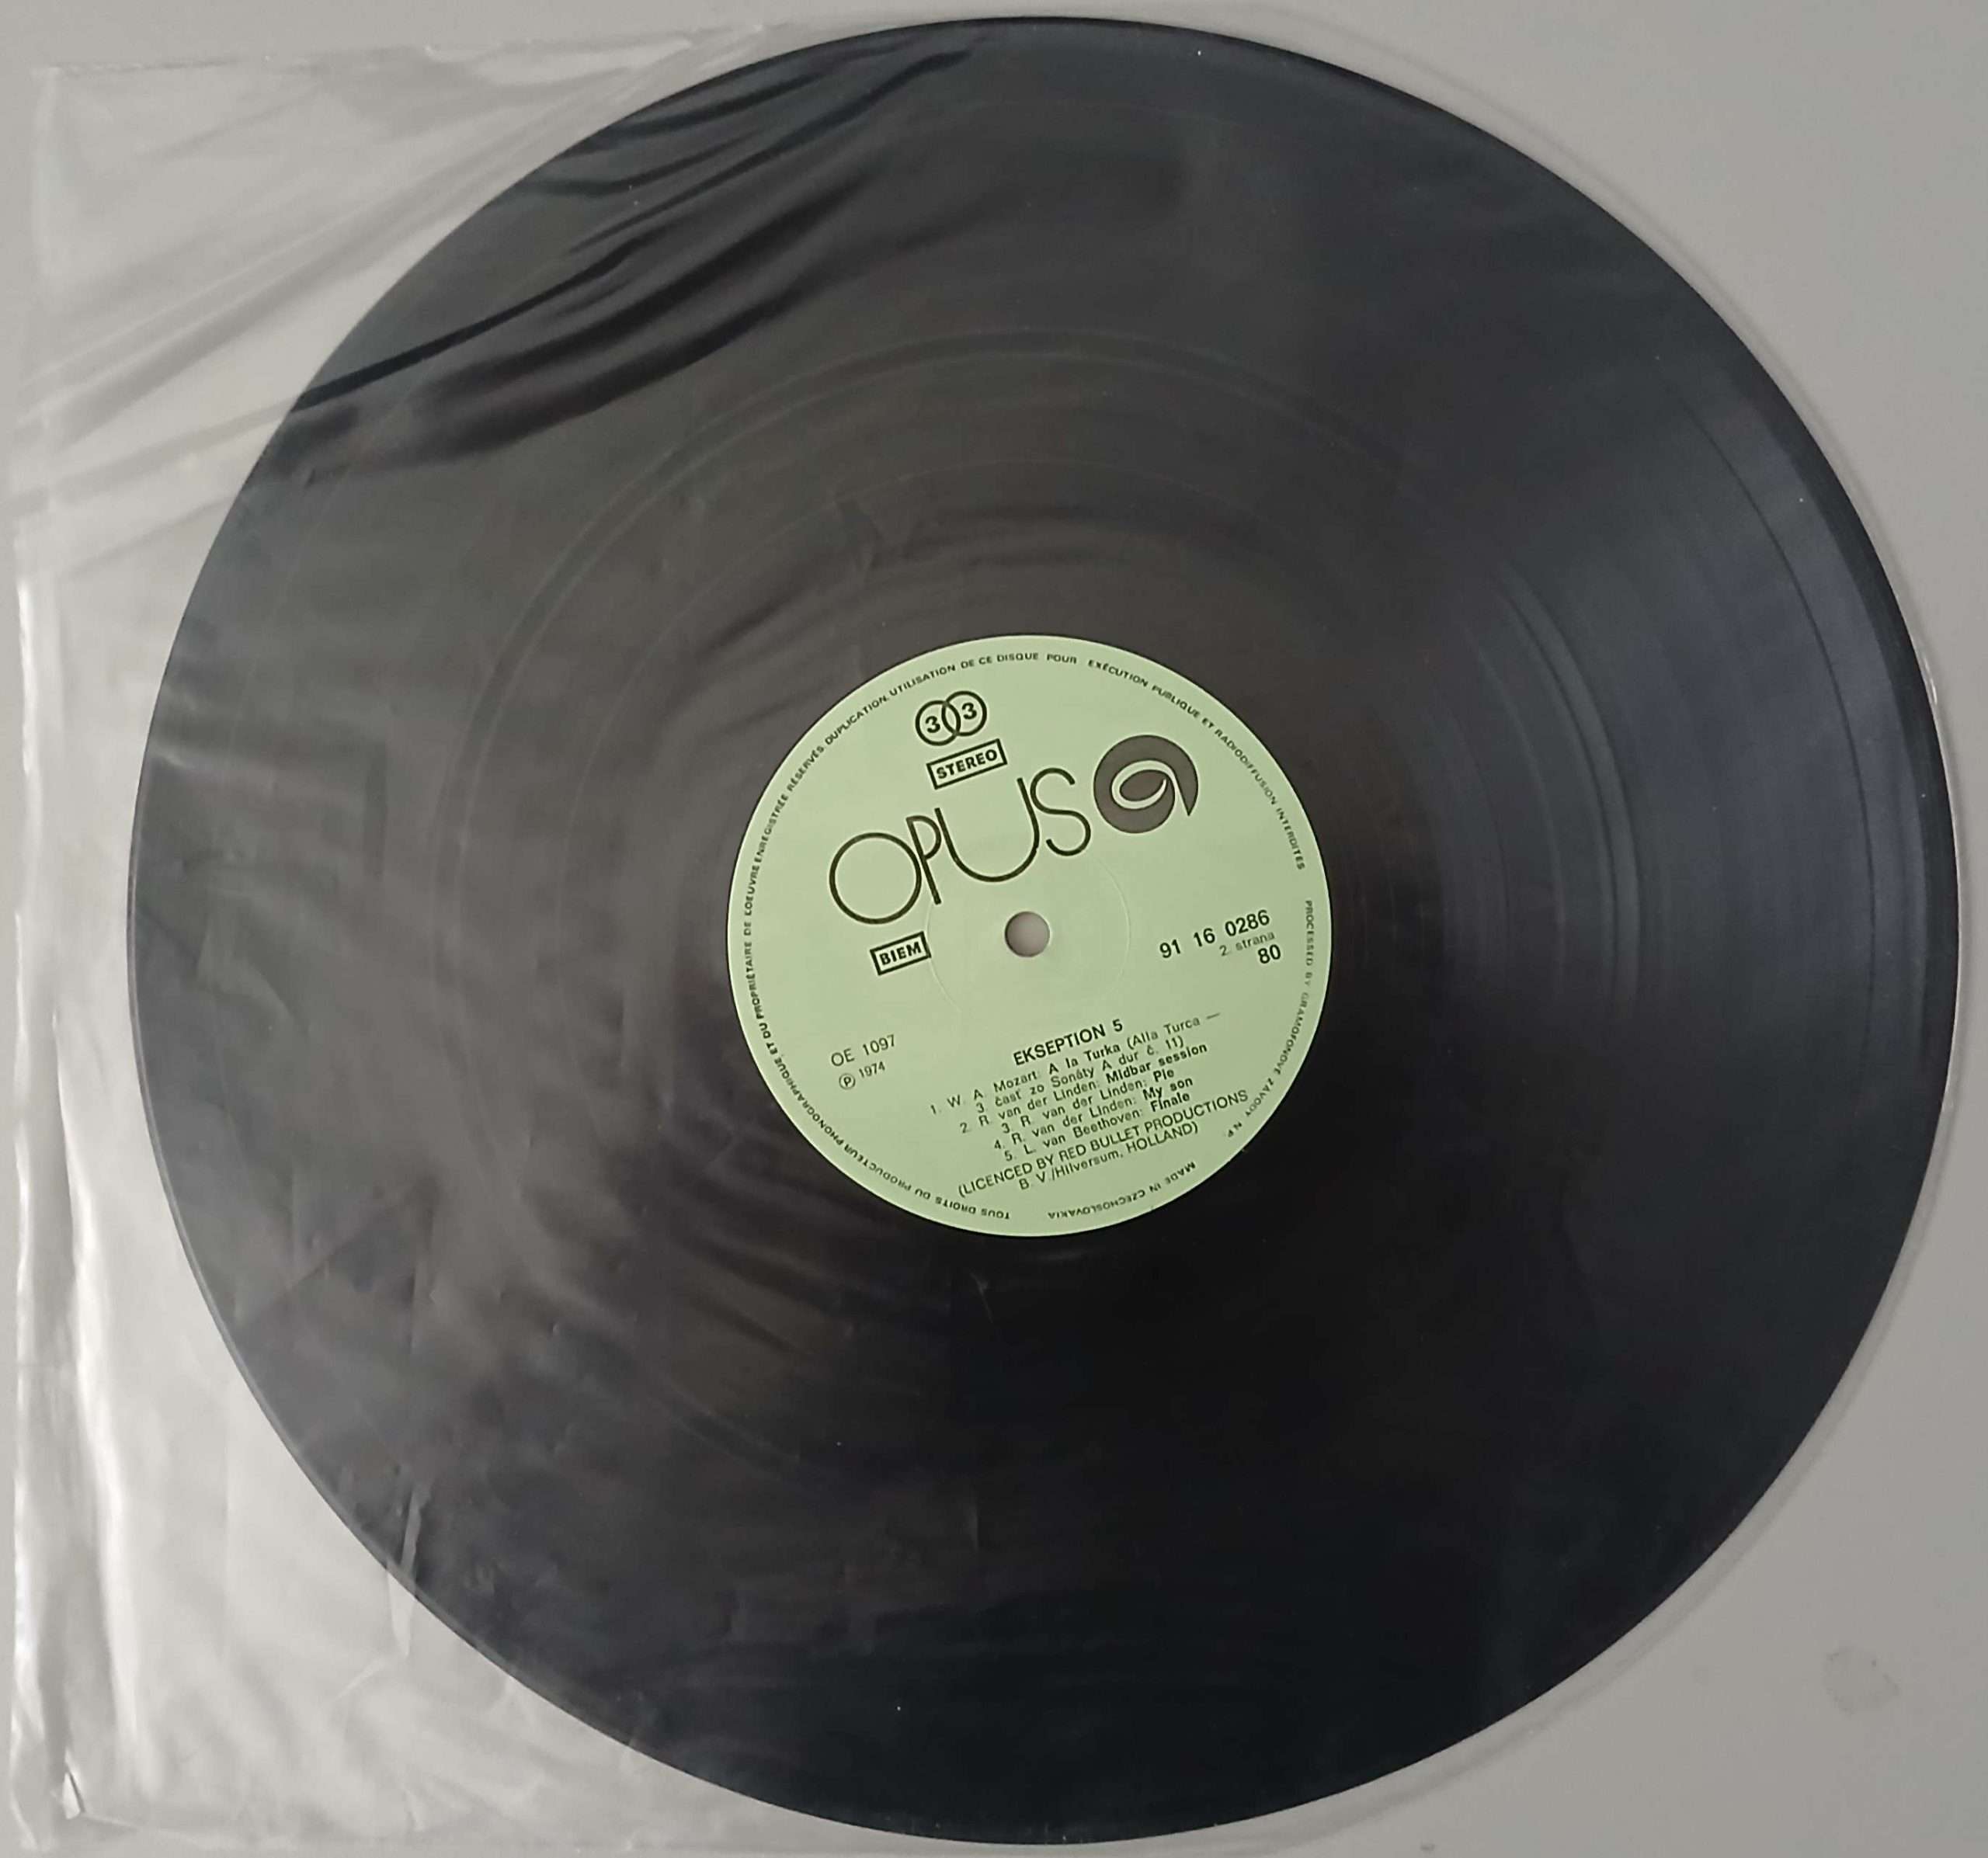 33
STEREO
OPUS
BIEM
91 16 0286
2. strana
80
OE 1097
Ⓟ 1974
EKSEPTION 5
1. W. A. Mozart: A la Turka (Alla Turca —
3. časť zo Sonáty A dur č. 11)
2. R. van der Linden: Midbar session
3. R. van der Linden: Pie
4. R. van der Linden: My son
5. L. van Beethoven: Finale
(LICENCED BY RED BULLET PRODUCTIONS
B. V./Hilversum, HOLLAND)
TOUS DROITS DU PRODUCTEUR PHONOGRAPHIQUE ET DU PROPRIÉTAIRE DE L'OEUVRE ENREGISTRÉE RÉSERVÉS. DUPLICATION, UTILISATION DE CE DISQUE POUR EXÉCUTION PUBLIQUE ET RADIODIFFUSION INTERDITES
PROCESSED BY GRAMOFONOVÉ ZÁVODY N.P.
MADE IN CZECHOSLOVAKIA